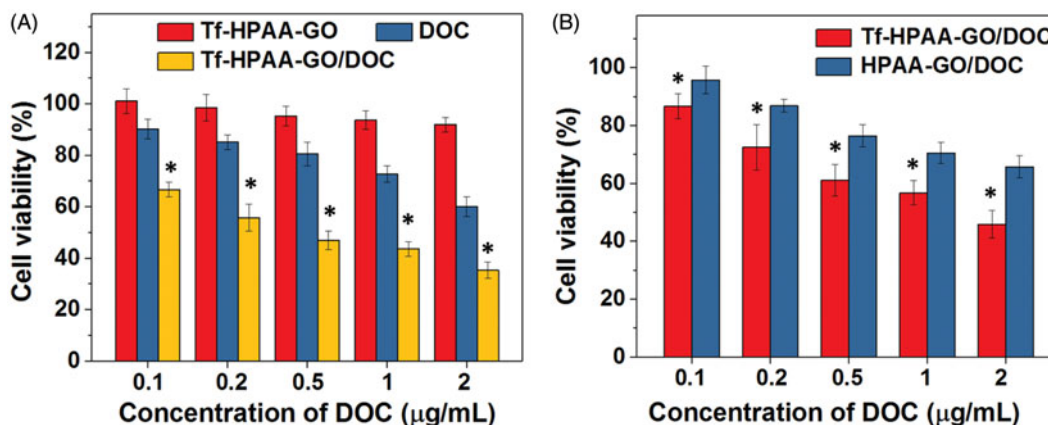 (A)
Tf-HPAA-GO
DOC
Tf-HPAA-GO/DOC
Cell viability (%)
120
100
80
60
40
20
0
*
*
*
*
*
0.1 0.2 0.5 1 2
Concentration of DOC (μg/mL)
(B)
Tf-HPAA-GO/DOC
HPAA-GO/DOC
Cell viability (%)
100
80
60
40
20
0
*
*
*
*
*
0.1 0.2 0.5 1 2
Concentration of DOC (μg/mL)